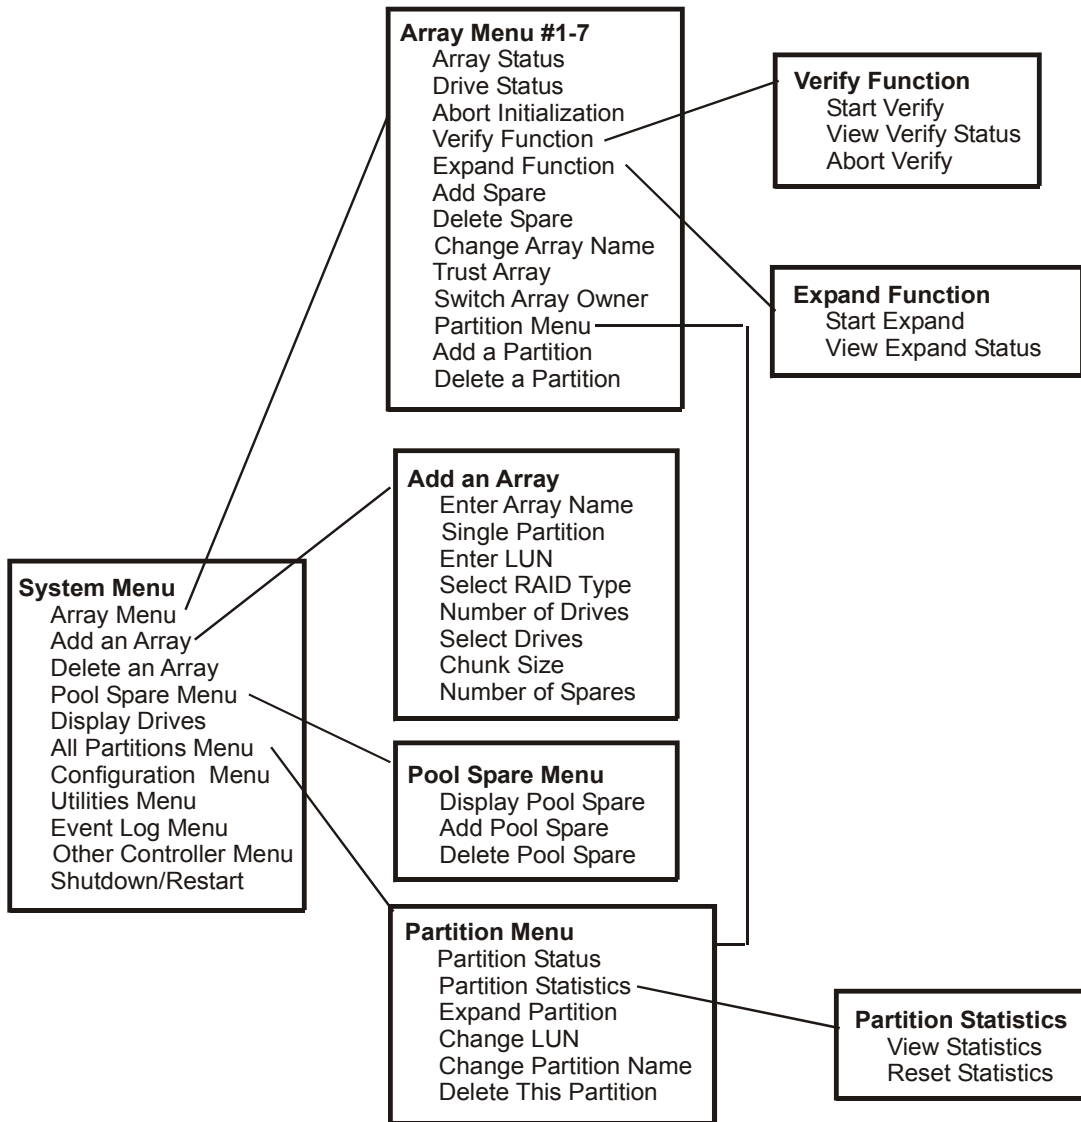 Array Menu #1-7
Array Status
Drive Status
Abort Initialization
Verify Function
Expand Function
Add Spare
Delete Spare
Change Array Name
Trust Array
Switch Array Owner
Partition Menu
Add a Partition
Delete a Partition
Verify Function
Start Verify
View Verify Status
Abort Verify
Expand Function
Start Expand
View Expand Status
Add an Array
Enter Array Name
Single Partition
Enter LUN
Select RAID Type
Number of Drives
Select Drives
Chunk Size
Number of Spares
System Menu
Array Menu
Add an Array
Delete an Array
Pool Spare Menu
Display Drives
All Partitions Menu
Configuration Menu
Utilities Menu
Event Log Menu
Other Controller Menu
Shutdown/Restart
Pool Spare Menu
Display Pool Spare
Add Pool Spare
Delete Pool Spare
Partition Menu
Partition Status
Partition Statistics
Expand Partition
Change LUN
Change Partition Name
Delete This Partition
Partition Statistics
View Statistics
Reset Statistics